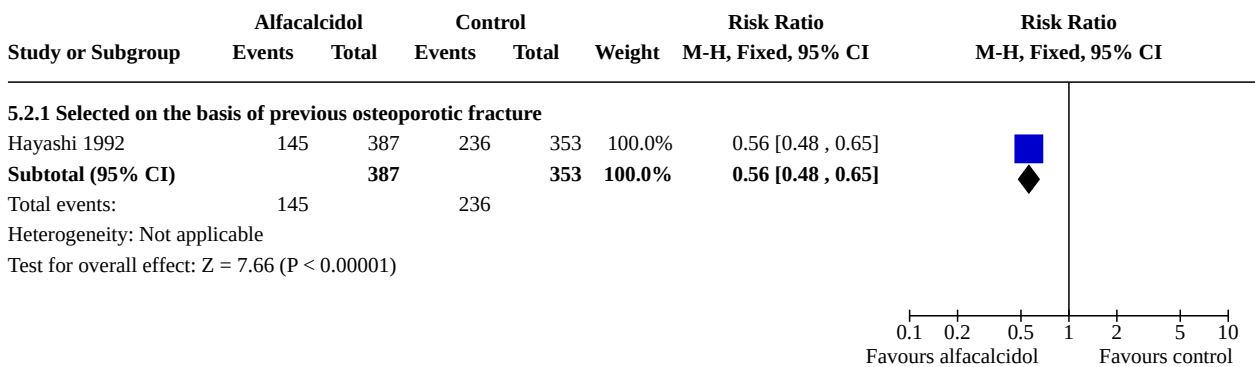 Alfacalcidol Control Risk Ratio Risk Ratio
Study or Subgroup Events Total Events Total Weight M-H, Fixed, 95% CI M-H, Fixed, 95% CI
5.2.1 Selected on the basis of previous osteoporotic fracture
Hayashi 1992 145 387 236 353 100.0% 0.56 [0.48 , 0.65]
Subtotal (95% CI) 387 353 100.0% 0.56 [0.48 , 0.65]
Total events: 145 236
Heterogeneity: Not applicable
Test for overall effect: Z = 7.66 (P < 0.00001)
0.1 0.2 0.5 1 2 5 10
Favours alfacalcidol Favours control